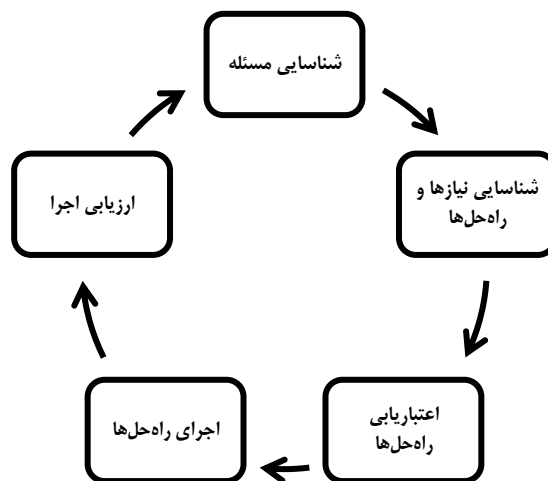 شناسایی مسئله
شناسایی نیازها و
راه‌حل‌ها
اعتباریابی
راه‌حل‌ها
اجرای راه‌حل‌ها
ارزیابی اجرا